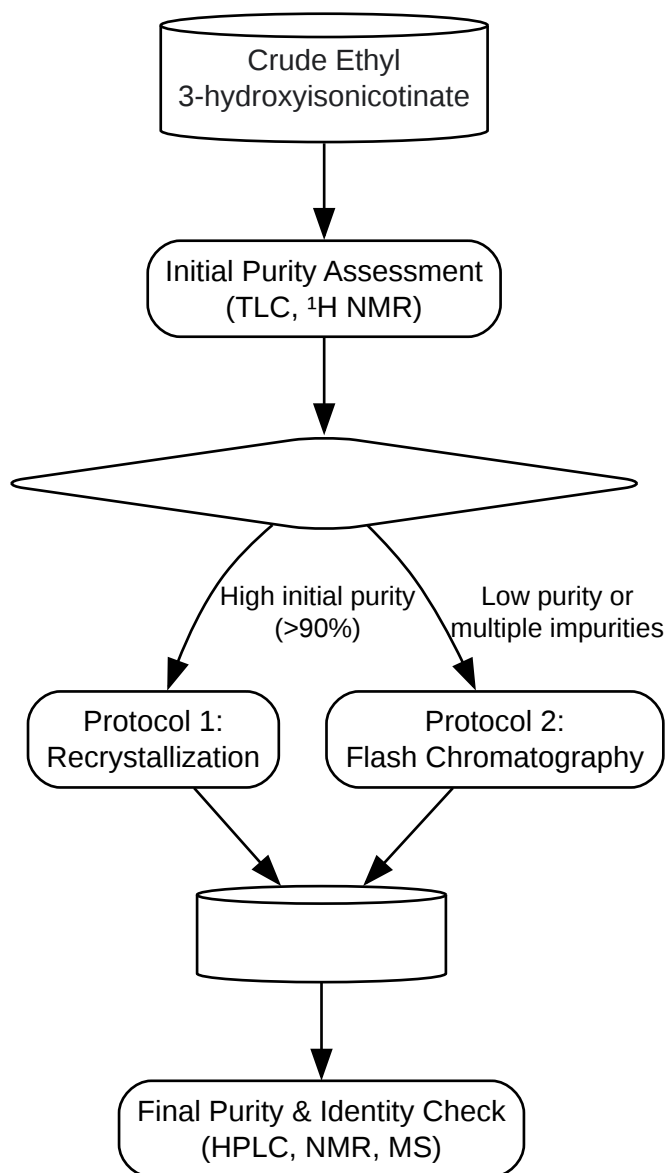 Crude Ethyl
3-hydroxyisonicotinate
Initial Purity Assessment
(TLC, ¹H NMR)
High initial purity
(>90%)
Low purity or
multiple impurities
Protocol 1:
Recrystallization
Protocol 2:
Flash Chromatography
Final Purity & Identity Check
(HPLC, NMR, MS)